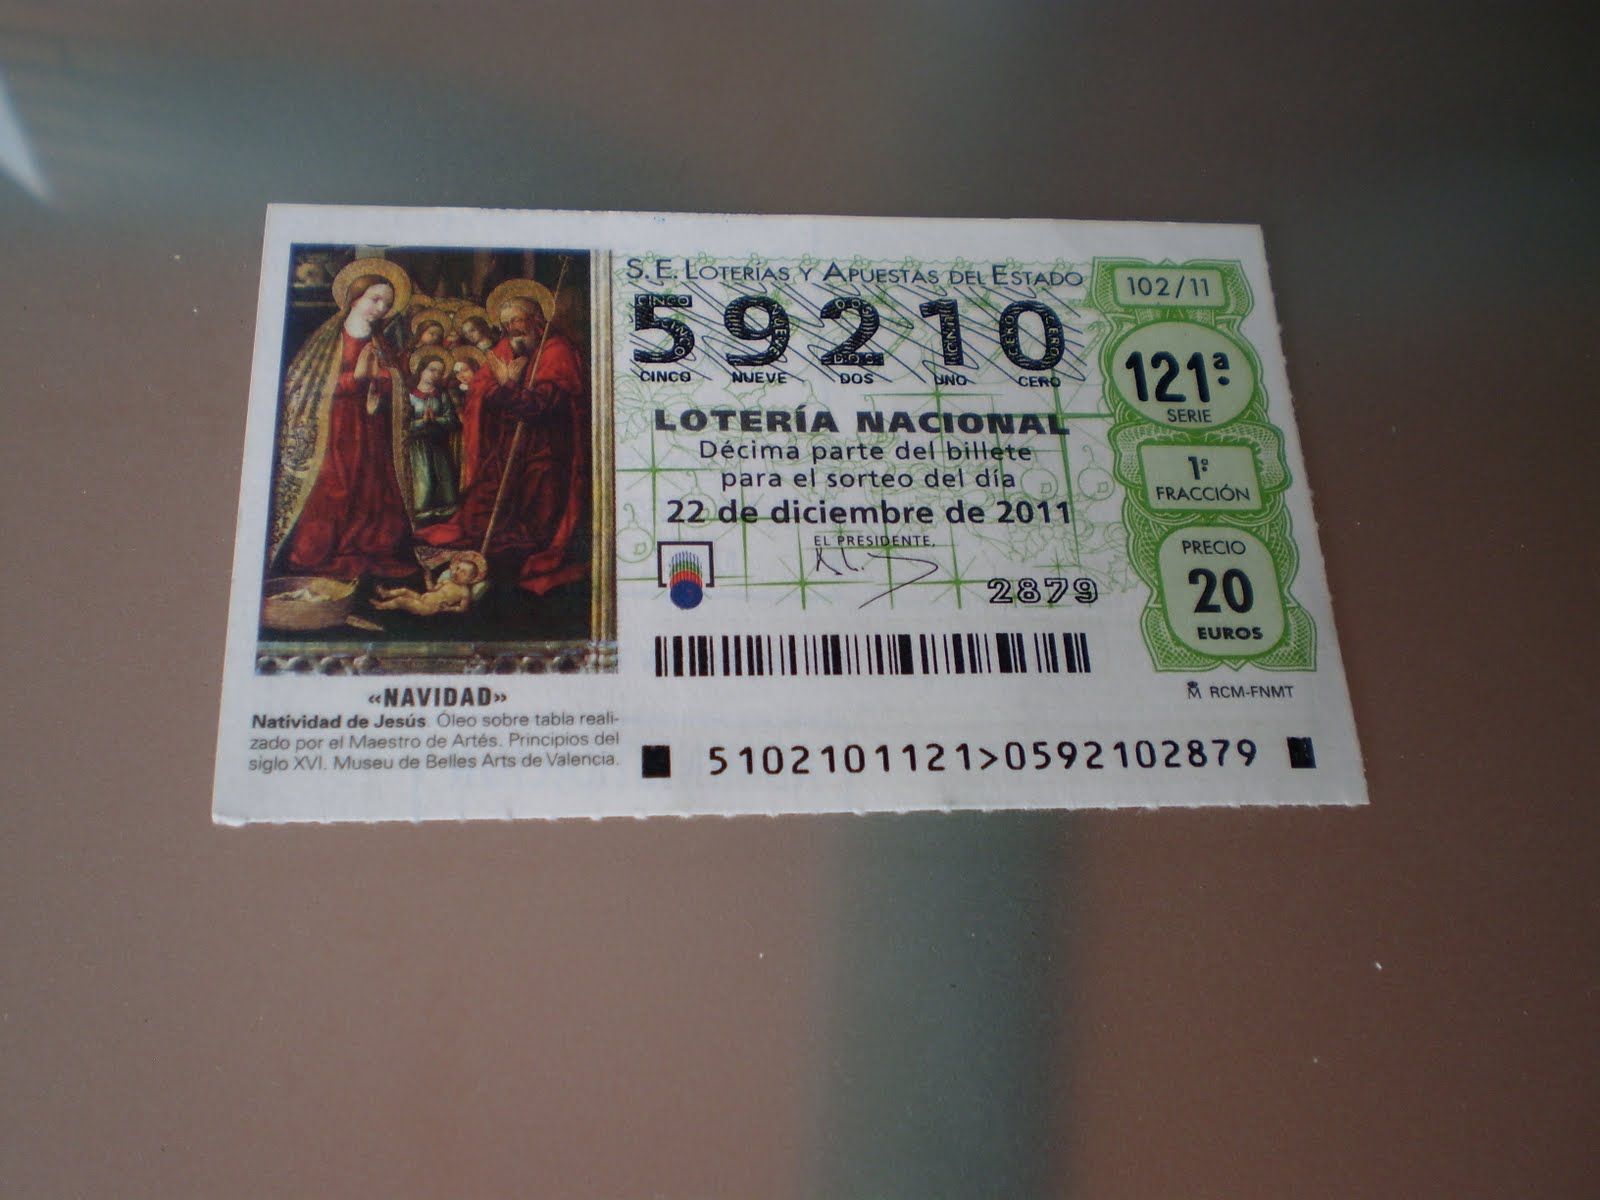 S. E. LOTERÍAS Y APUESTAS DEL ESTADO
59210
CINCO NUEVE DOS UNO CERO
LOTERÍA NACIONAL
Décima parte del billete
para el sorteo del día
22 de diciembre de 2011
EL PRESIDENTE,
2879
102/11
121ª
SERIE
1ª
FRACCIÓN
PRECIO
20
EUROS
RCM-FNMT
«NAVIDAD»
Natividad de Jesús. Óleo sobre tabla reali-
zado por el Maestro de Artés. Principios del
siglo XVI. Museu de Belles Arts de Valencia.
5102101121>0592102879